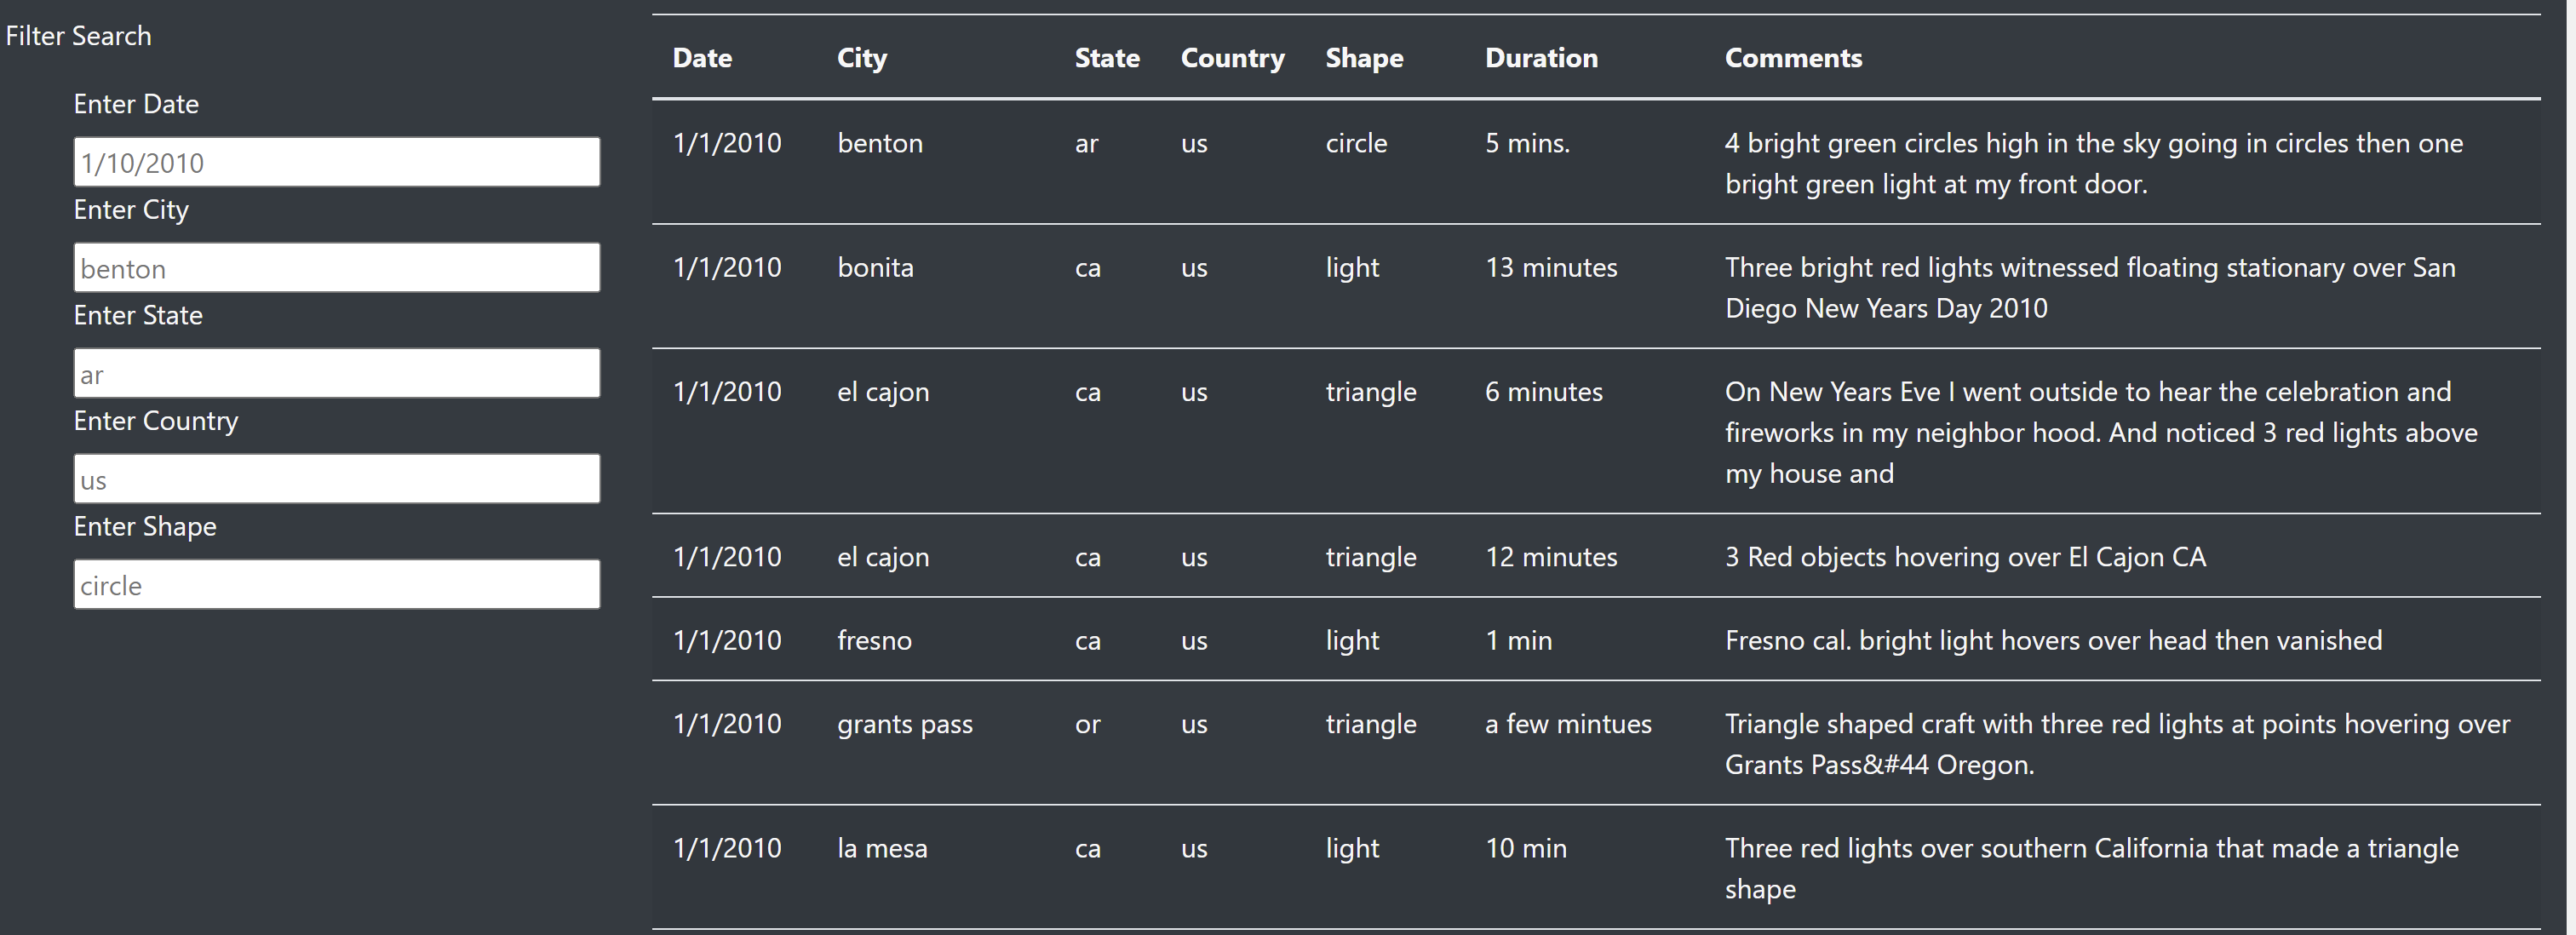 Filter Search
Enter Date
1/10/2010
Enter City
benton
Enter State
ar
Enter Country
us
Enter Shape
circle
Date City State Country Shape Duration Comments
1/1/2010 benton ar us circle 5 mins. 4 bright green circles high in the sky going in circles then one
bright green light at my front door.
1/1/2010 bonita ca us light 13 minutes Three bright red lights witnessed floating stationary over San
Diego New Years Day 2010
1/1/2010 el cajon ca us triangle 6 minutes On New Years Eve I went outside to hear the celebration and
fireworks in my neighbor hood. And noticed 3 red lights above
my house and
1/1/2010 el cajon ca us triangle 12 minutes 3 Red objects hovering over El Cajon CA
1/1/2010 fresno ca us light 1 min Fresno cal. bright light hovers over head then vanished
1/1/2010 grants pass or us triangle a few mintues Triangle shaped craft with three red lights at points hovering over
Grants Pass&#44 Oregon.
1/1/2010 la mesa ca us light 10 min Three red lights over southern California that made a triangle
shape